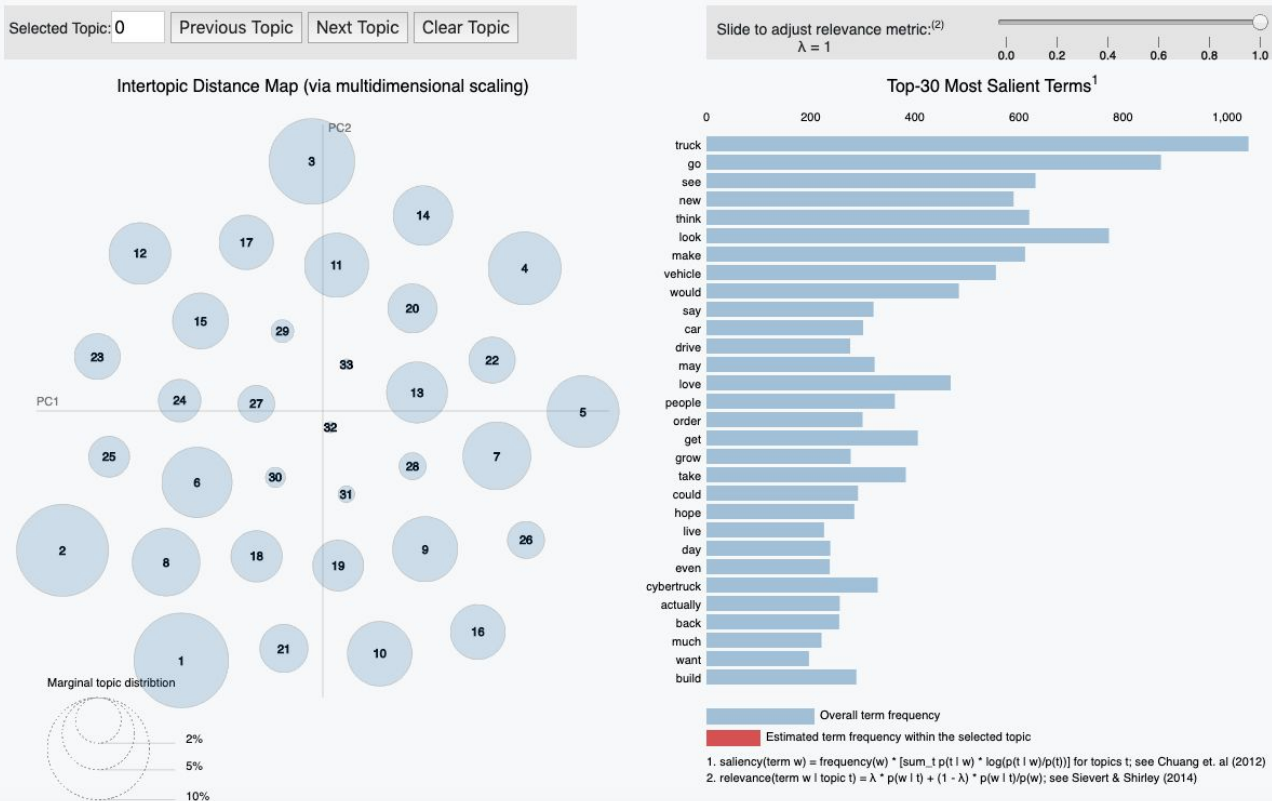 Selected Topic: 0 Previous Topic Next Topic Clear Topic
Slide to adjust relevance metric:(2)
λ = 1
0.0 0.2 0.4 0.6 0.8 1.0
Intertopic Distance Map (via multidimensional scaling)
PC2
3
14
17
12
11
4
20
15
29
23
33
22
13
24
27
PC1
5
32
25
7
28
6
30
31
26
2
9
18
8
19
16
21
10
1
Marginal topic distribtion
2%
5%
10%
Top-30 Most Salient Terms1
0 200 400 600 800 1,000
truck
go
see
new
think
look
make
vehicle
would
say
car
drive
may
love
people
order
get
grow
take
could
hope
live
day
even
cybertruck
actually
back
much
want
build
Overall term frequency
Estimated term frequency within the selected topic
1. saliency(term w) = frequency(w) * [sum_t p(t | w) * log(p(t | w)/p(t))] for topics t; see Chuang et. al (2012)
2. relevance(term w | topic t) = λ * p(w | t) + (1 - λ) * p(w | t)/p(w); see Sievert & Shirley (2014)